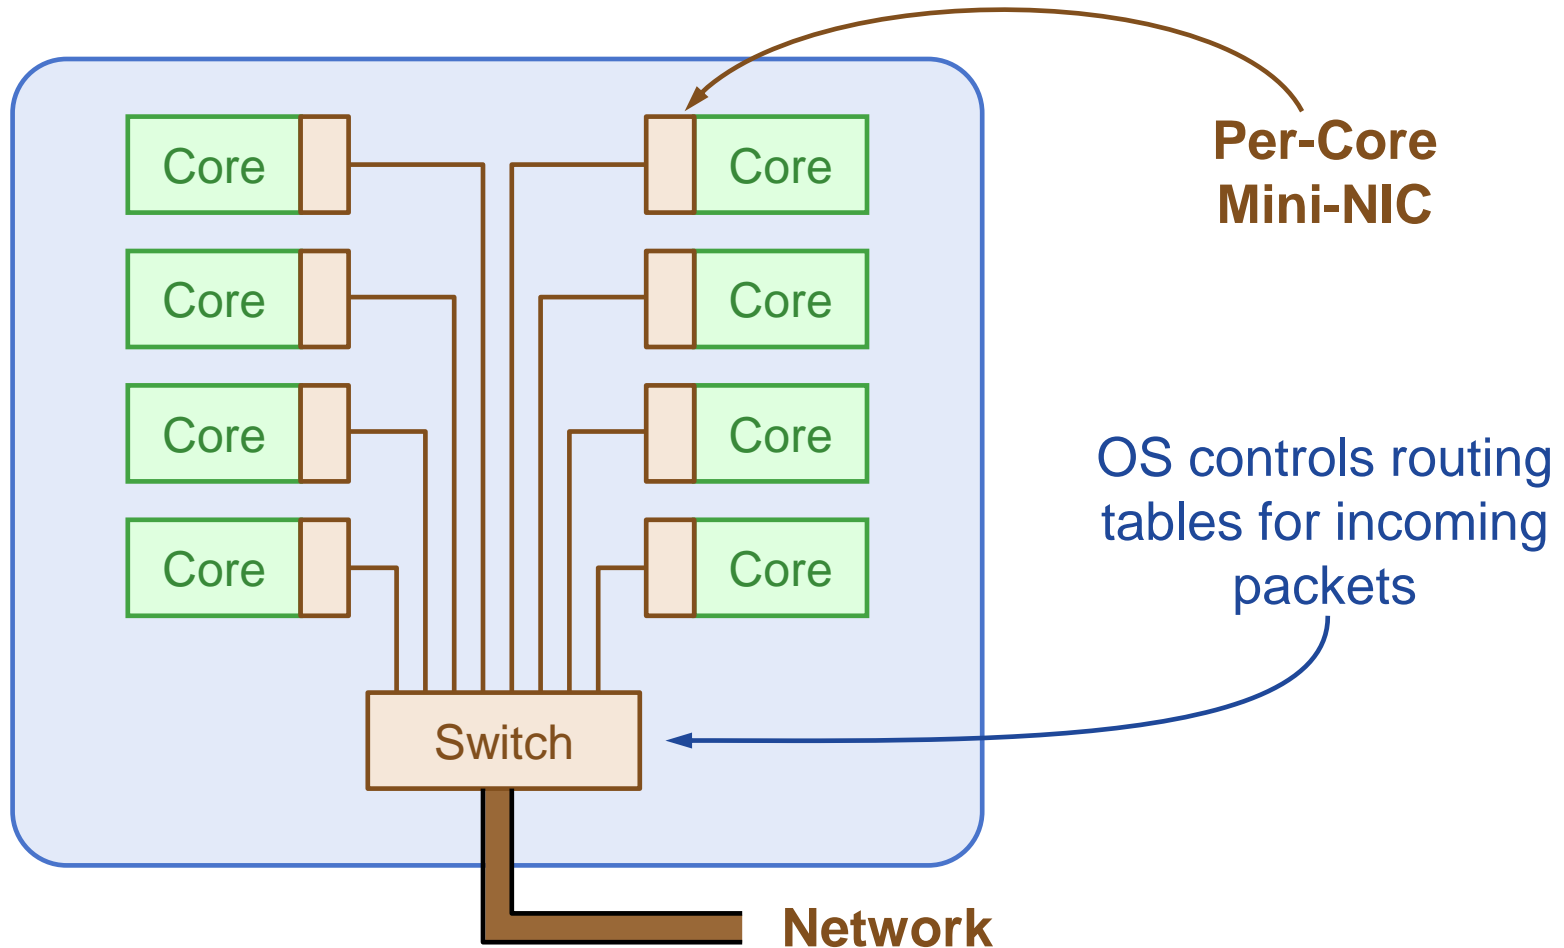 Core
Core
Per-Core
Mini-NIC
Core
Core
Core
Core
OS controls routing
tables for incoming
packets
Core
Core
Switch
Network